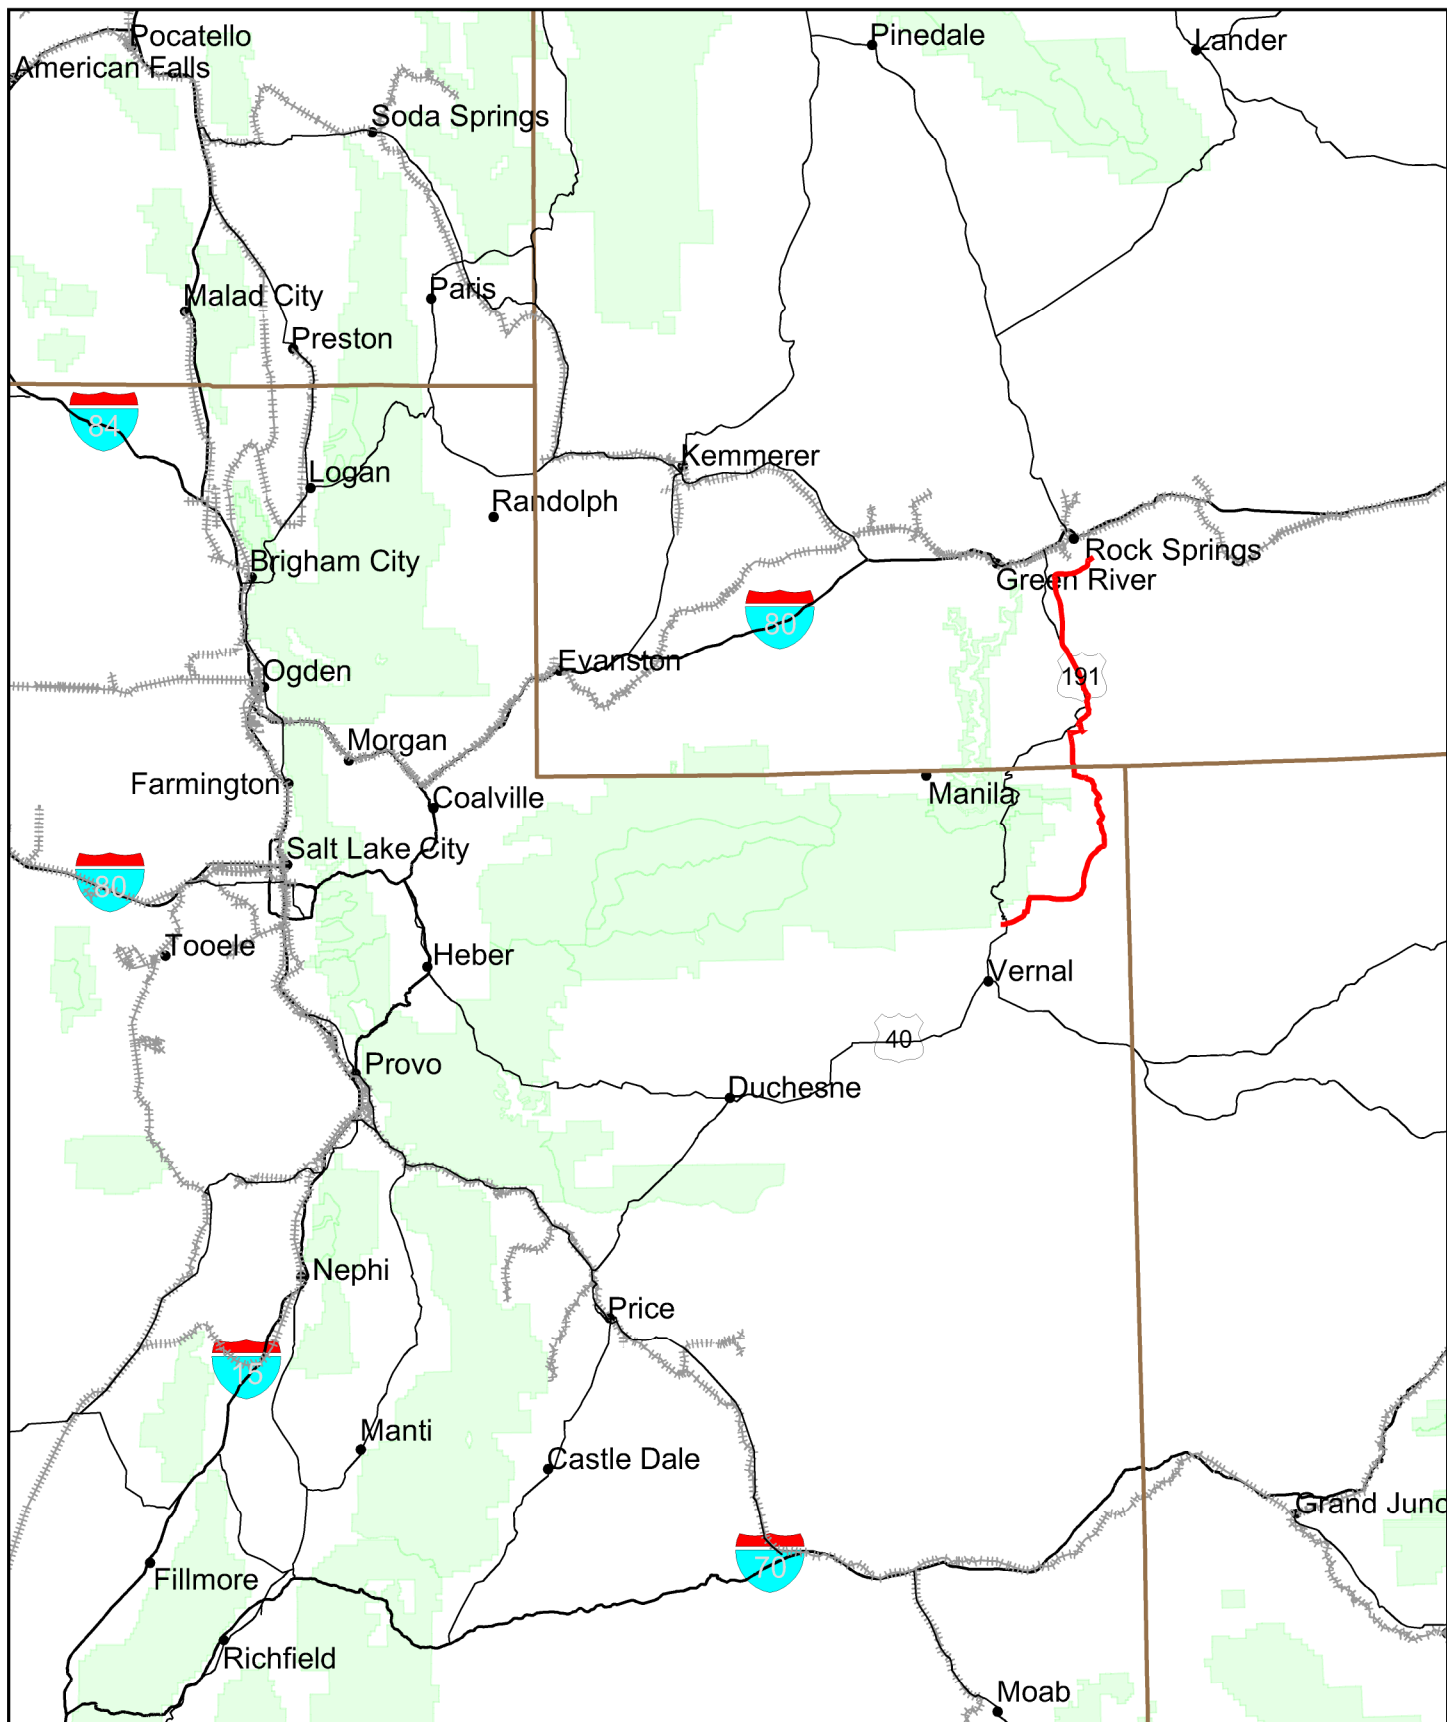 Pocatello
Pinedale
Lander
American Falls
Soda Springs
Paris
Malad City
Preston
84
Kemmerer
Logan
Randolph
Rock Springs
Brigham City
Green River
80
Evanston
Ogden
191
Morgan
Farmington
Manila
Coalville
Salt Lake City
80
Tooele
Heber
Vernal
40
Provo
Duchesne
Nephi
Price
15
Manti
Castle Dale
Grand Junc
70
Fillmore
Richfield
Moab